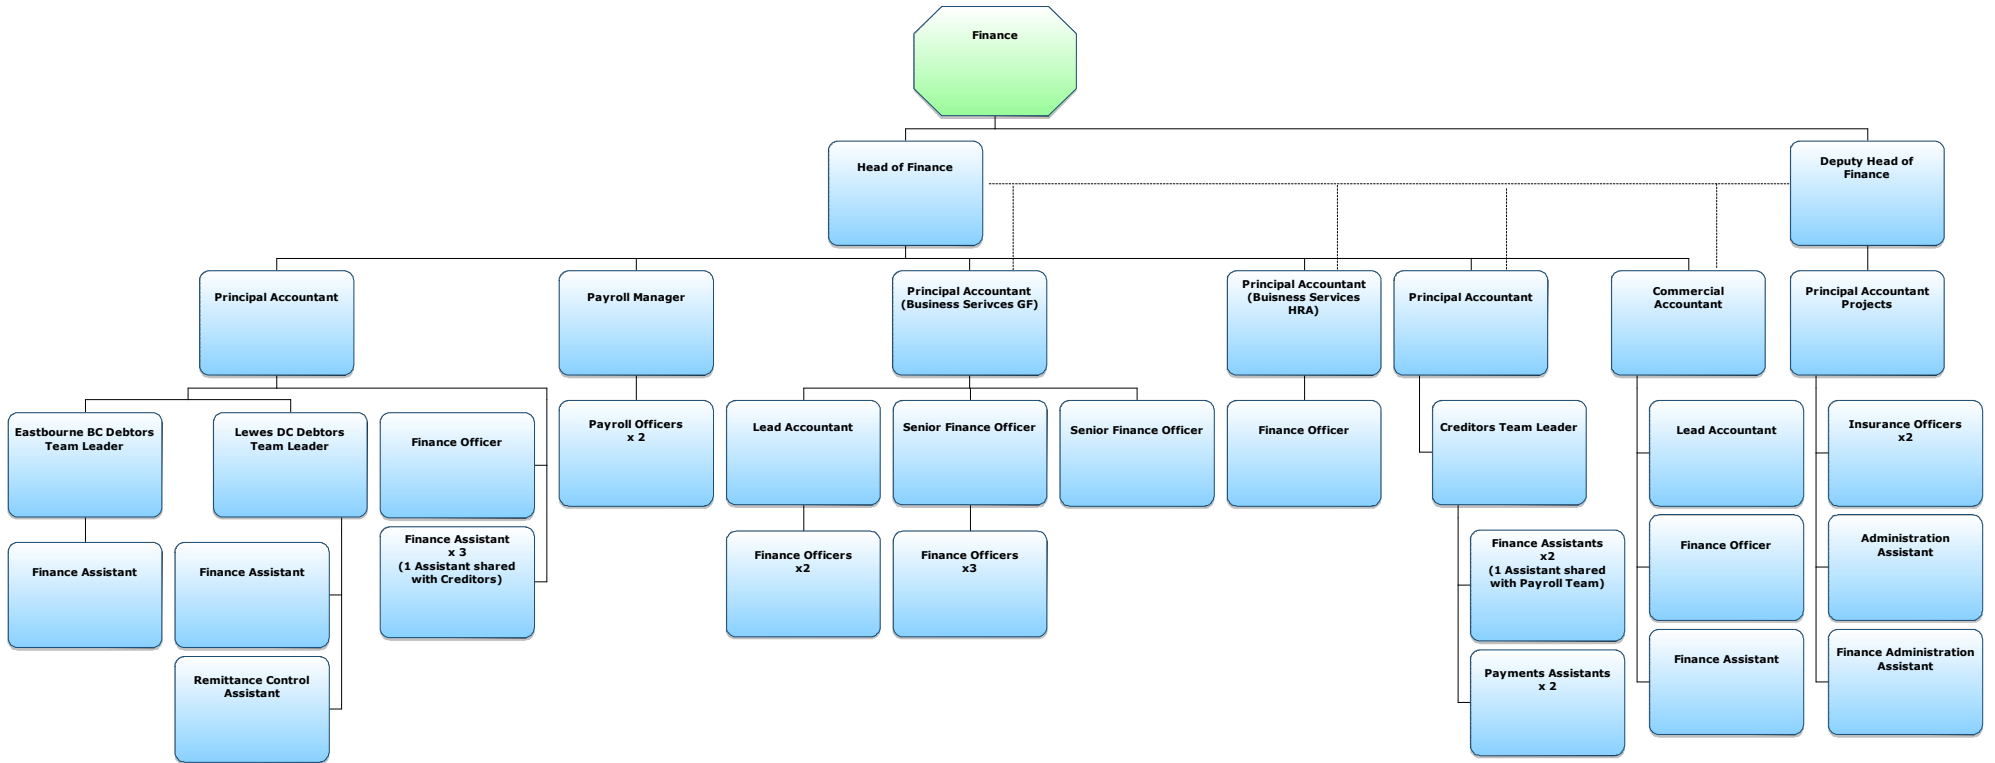 Finance
Head of Finance
Deputy Head of
Finance
Principal Accountant
Payroll Manager
Principal Accountant
(Business Serivces GF)
Principal Accountant
(Buisness Services
HRA)
Principal Accountant
Commercial
Accountant
Principal Accountant
Projects
Eastbourne BC Debtors
Team Leader
Lewes DC Debtors
Team Leader
Finance Officer
Payroll Officers
x 2
Lead Accountant
Senior Finance Officer
Senior Finance Officer
Finance Officer
Creditors Team Leader
Lead Accountant
Insurance Officers
x2
Finance Assistant
Finance Assistant
Finance Assistant
x 3
(1 Assistant shared
with Creditors)
Finance Officers
x2
Finance Officers
x3
Finance Assistants
x2
(1 Assistant shared
with Payroll Team)
Finance Officer
Administration
Assistant
Remittance Control
Assistant
Payments Assistants
x 2
Finance Assistant
Finance Administration
Assistant